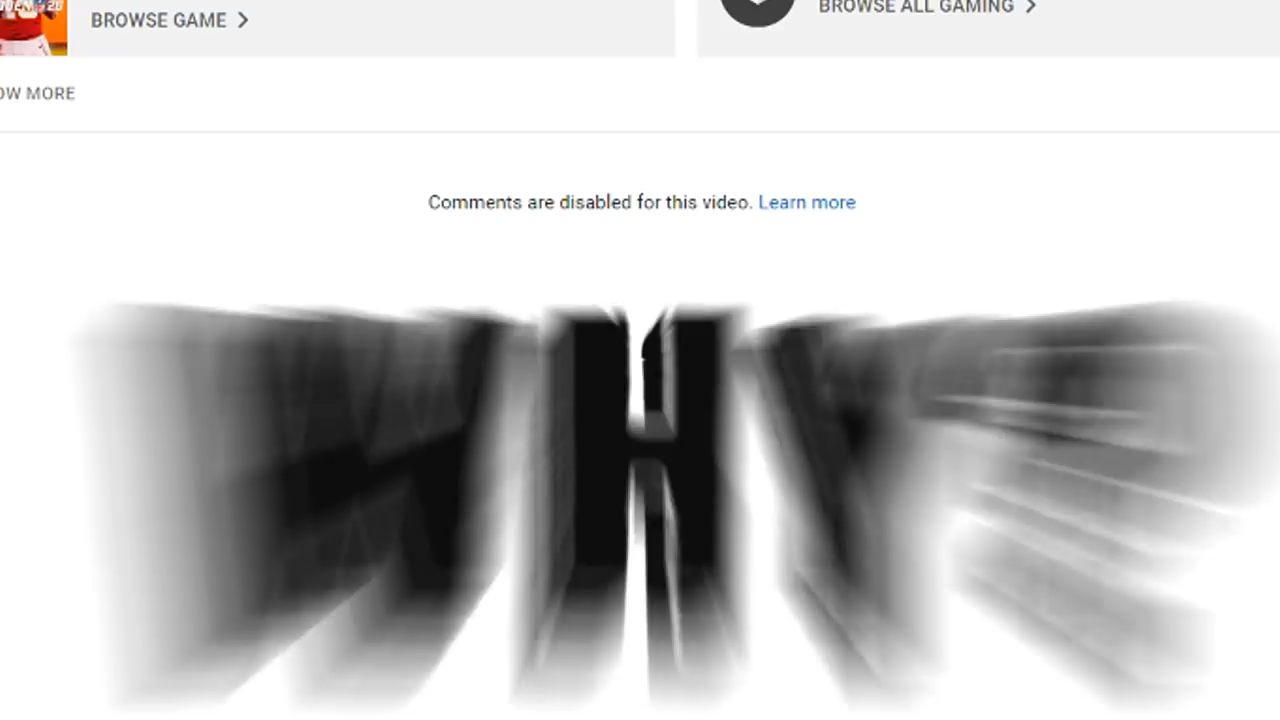 BROWSE GAME
BROWSE ALL GAMING
OW MORE
Comments are disabled for this video. Learn more